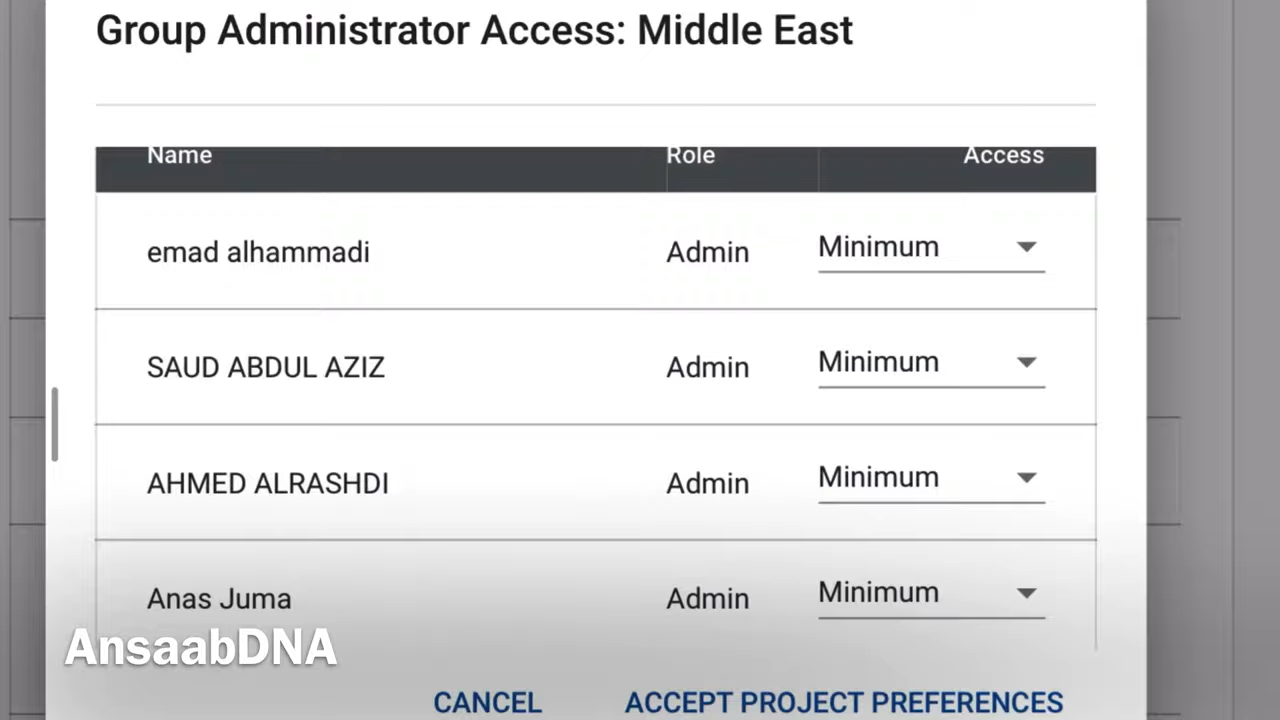 Group Administrator Access: Middle East
Name Role Access
emad alhammadi Admin Minimum
SAUD ABDUL AZIZ Admin Minimum
AHMED ALRASHDI Admin Minimum
Anas Juma Admin Minimum
AnsaabDNA
CANCEL ACCEPT PROJECT PREFERENCES